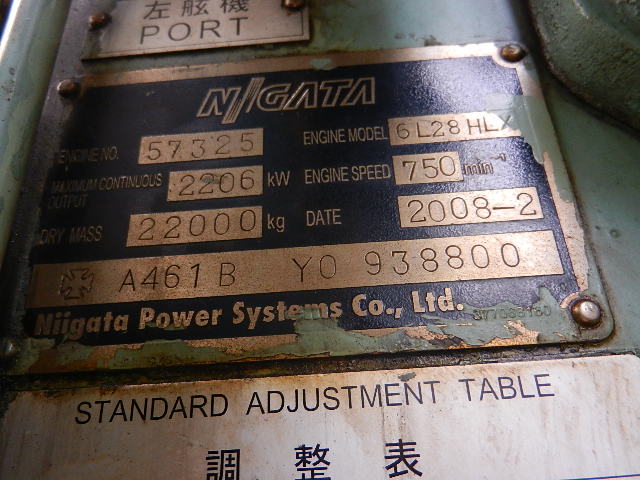 左舷機
PORT
NIIGATA
ENGINE NO. 57325 ENGINE MODEL 6L28HLX
MAXIMUM CONTINUOUS OUTPUT 2206 kW ENGINE SPEED 750 min⁻¹
DRY MASS 22000 kg DATE 2008-2
A461B YO 938800
Niigata Power Systems Co., Ltd.
STANDARD ADJUSTMENT TABLE
調整表